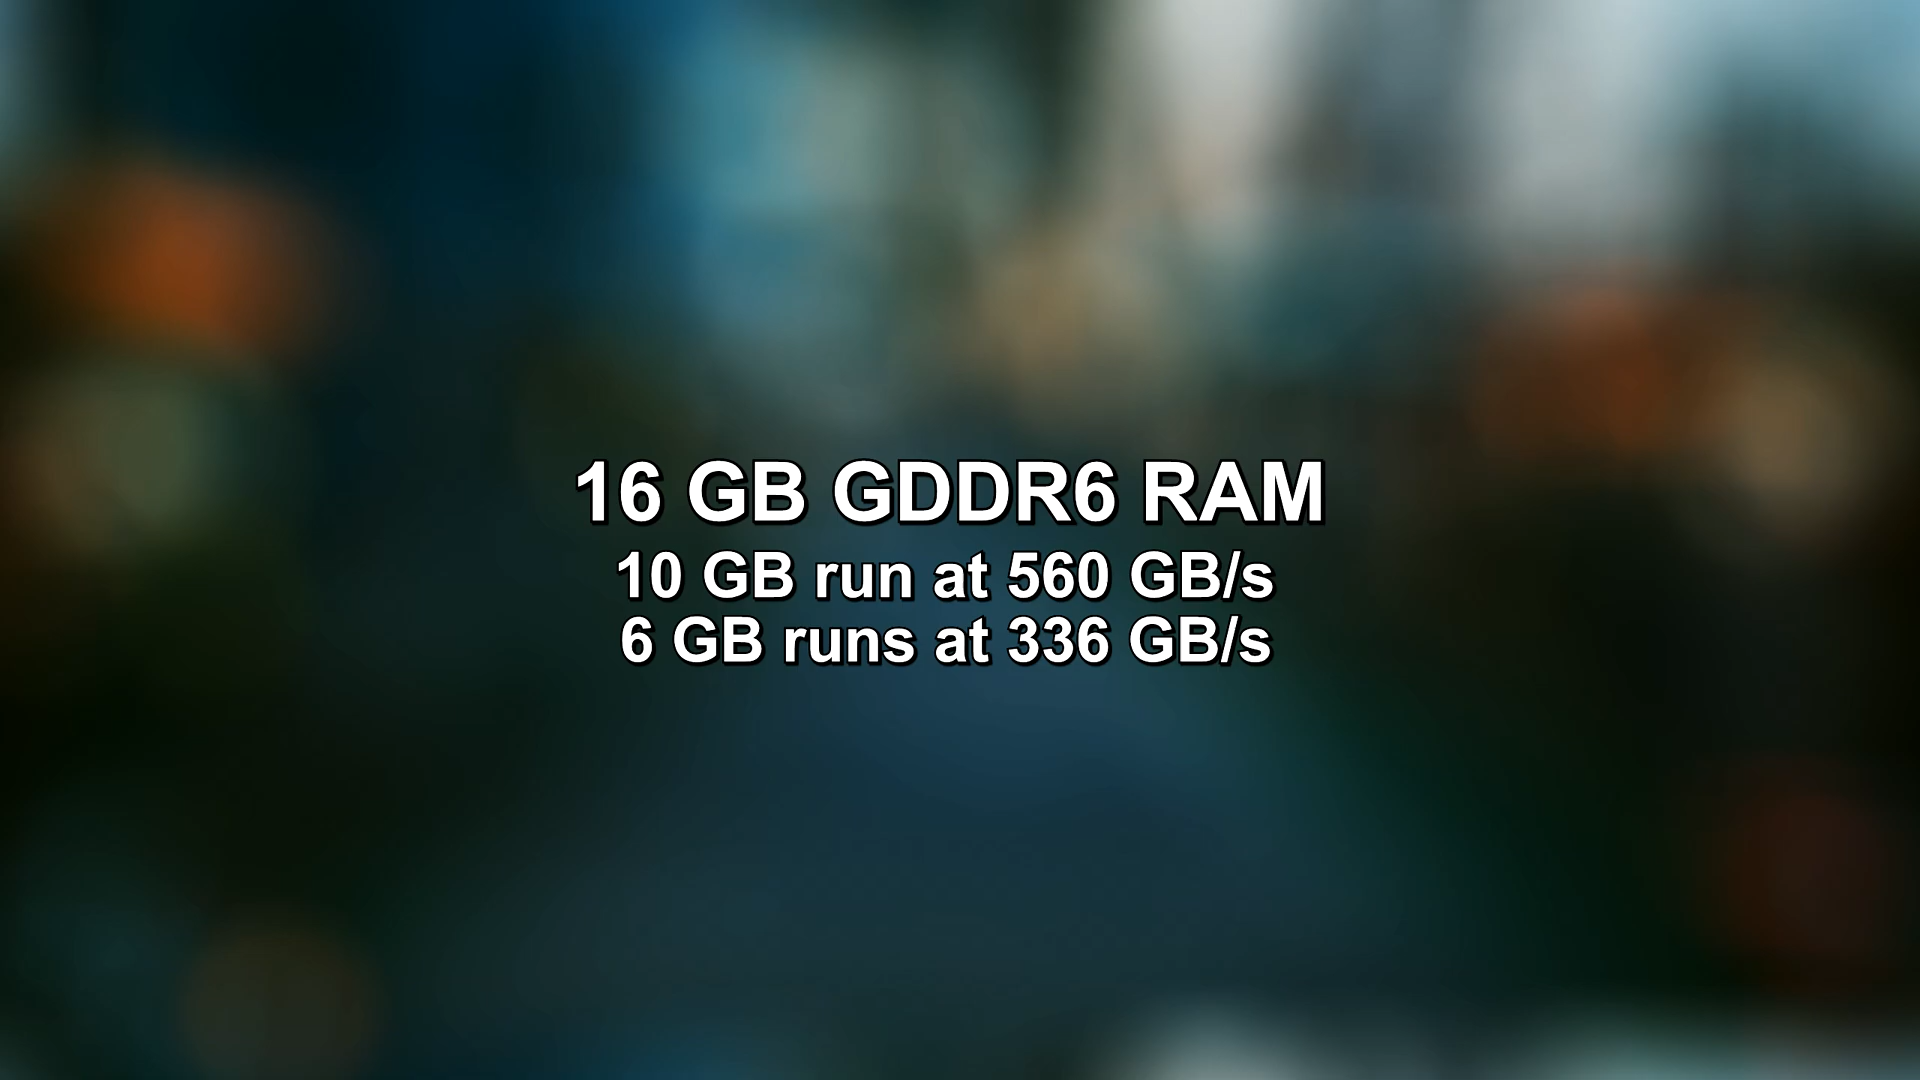 16 GB GDDR6 RAM
10 GB run at 560 GB/s
6 GB runs at 336 GB/s